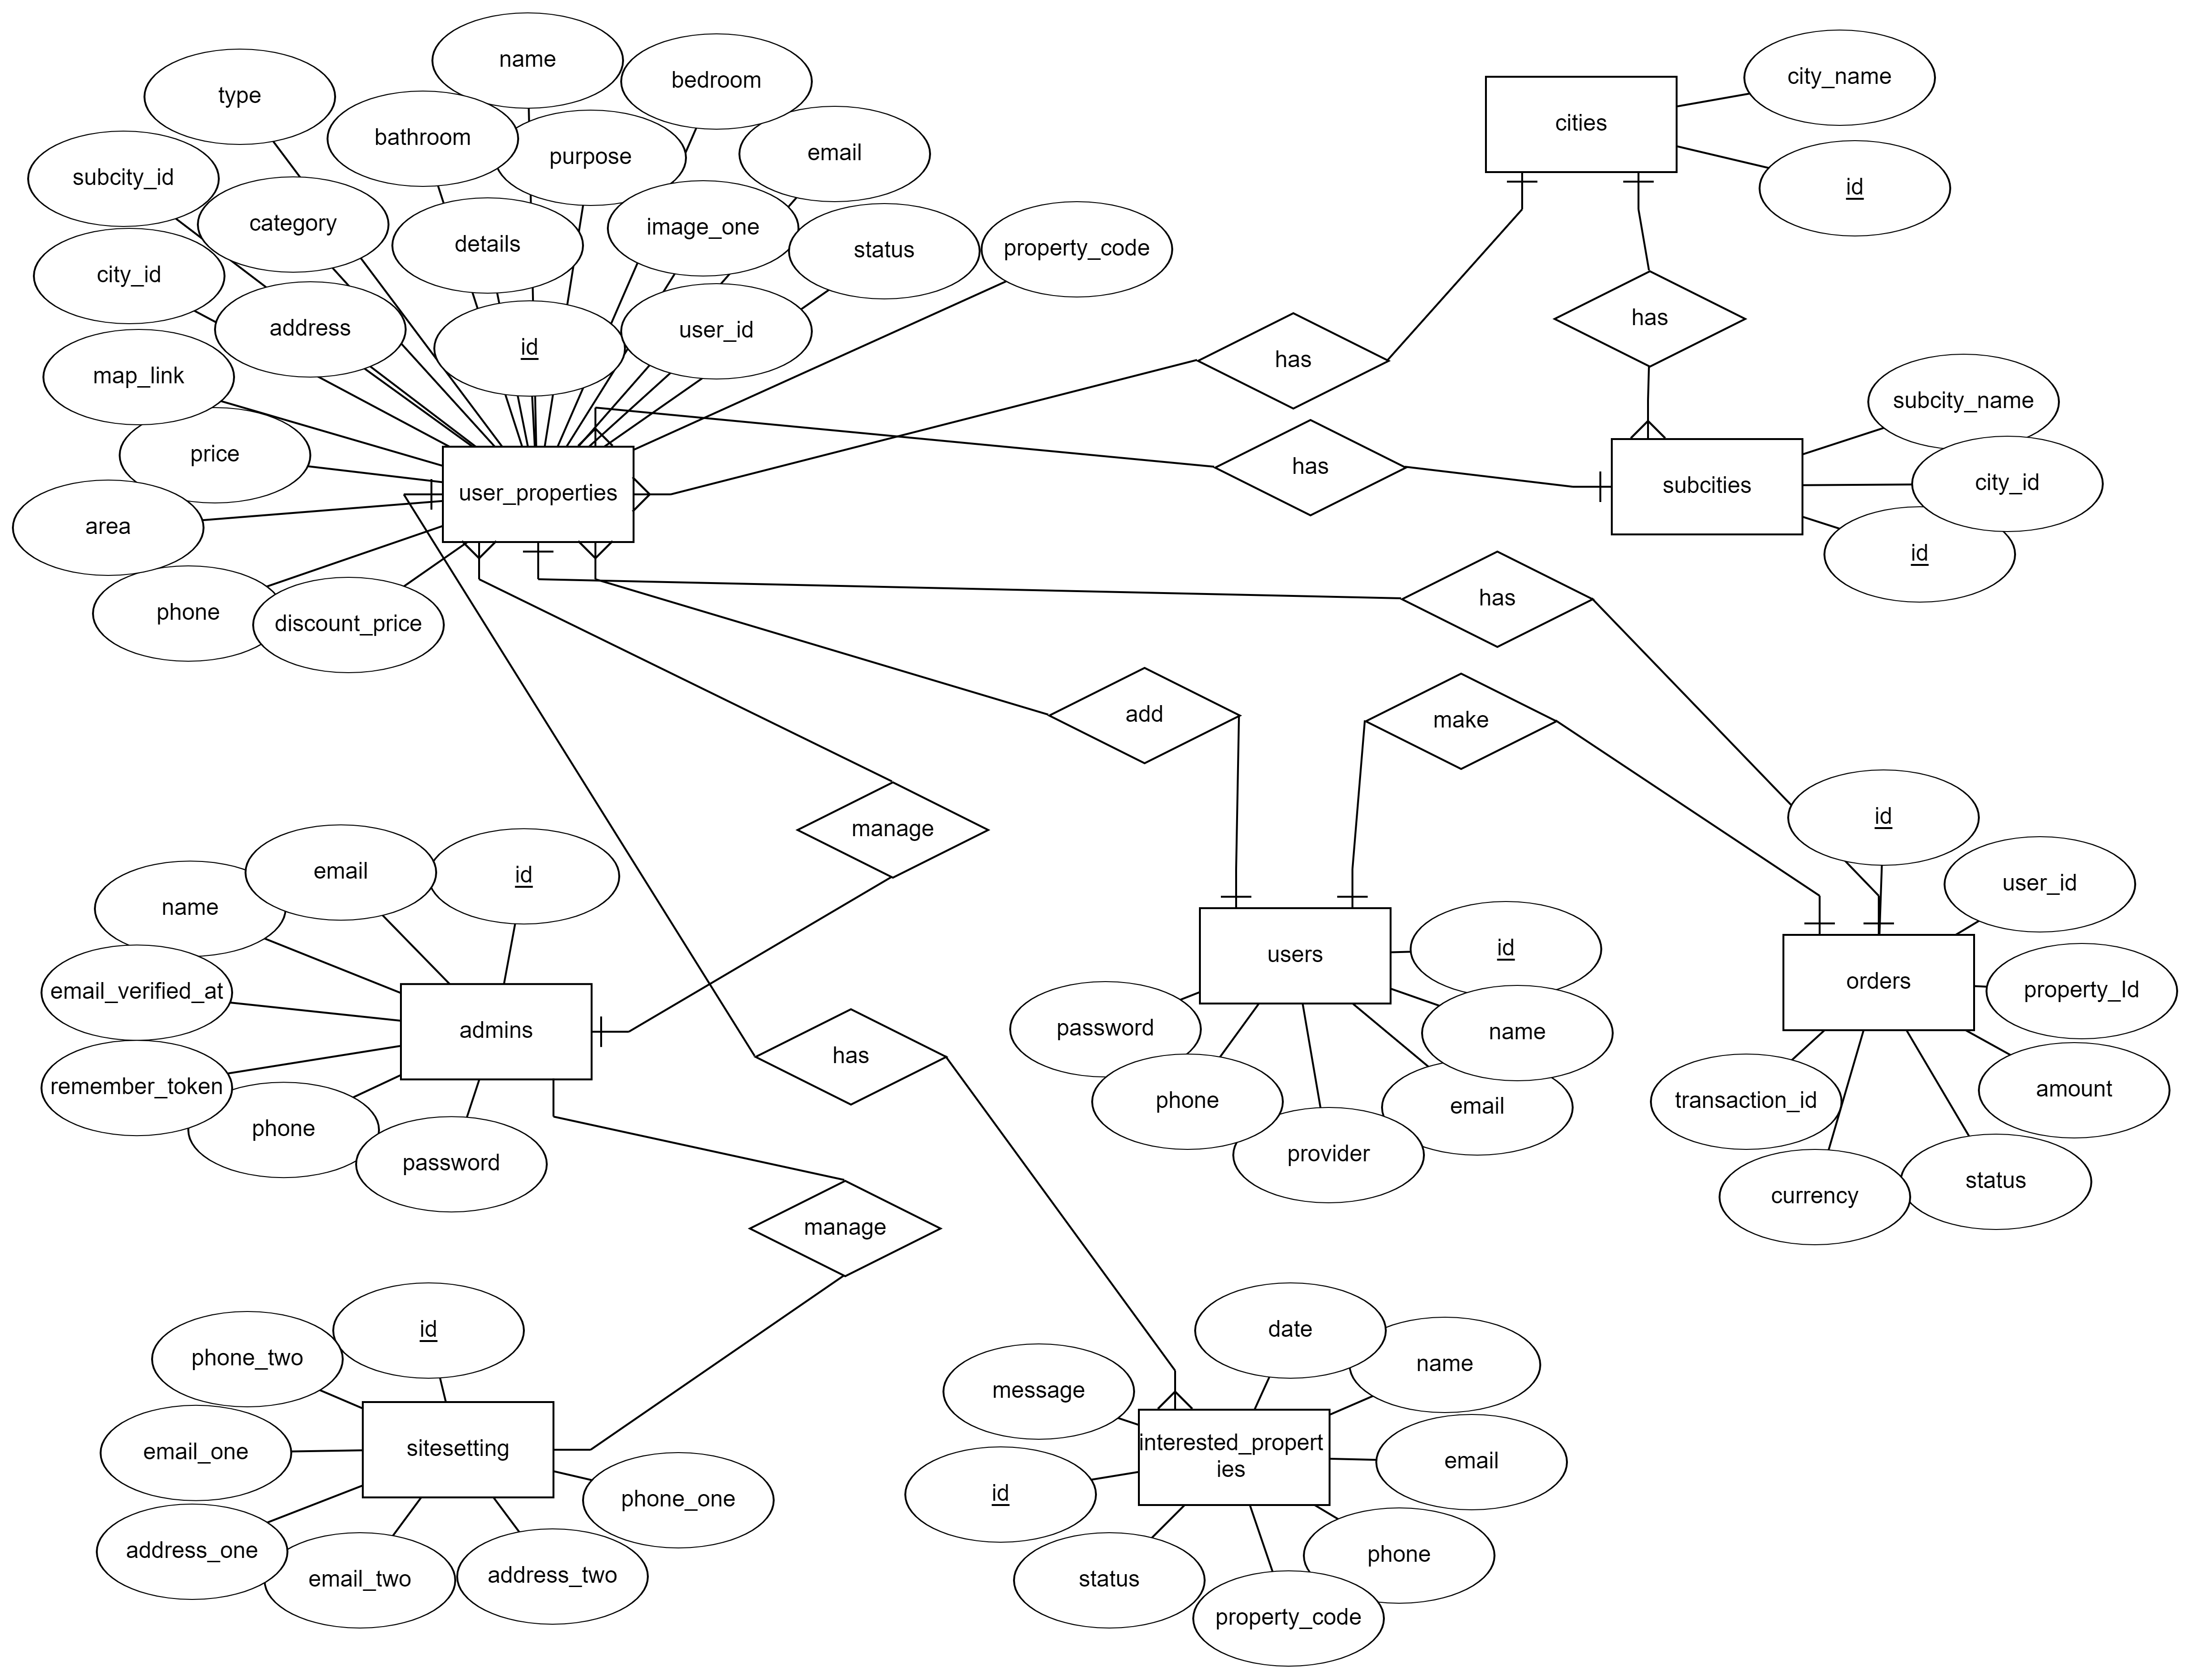 name
bedroom
type
bathroom
purpose
email
subcity_id
category
details
image_one
status
property_code
city_id
address
id
user_id
map_link
price
area
phone
discount_price
user_properties
cities
city_name
id
has
has
has
subcities
subcity_name
city_id
id
has
add
make
manage
name
email
id
email_verified_at
remember_token
phone
password
admins
has
manage
users
id
name
email
provider
phone
password
orders
id
user_id
property_Id
amount
status
currency
transaction_id
id
phone_two
email_one
address_one
email_two
address_two
phone_one
sitesetting
date
name
message
email
id
phone
status
property_code
interested_propert
ies